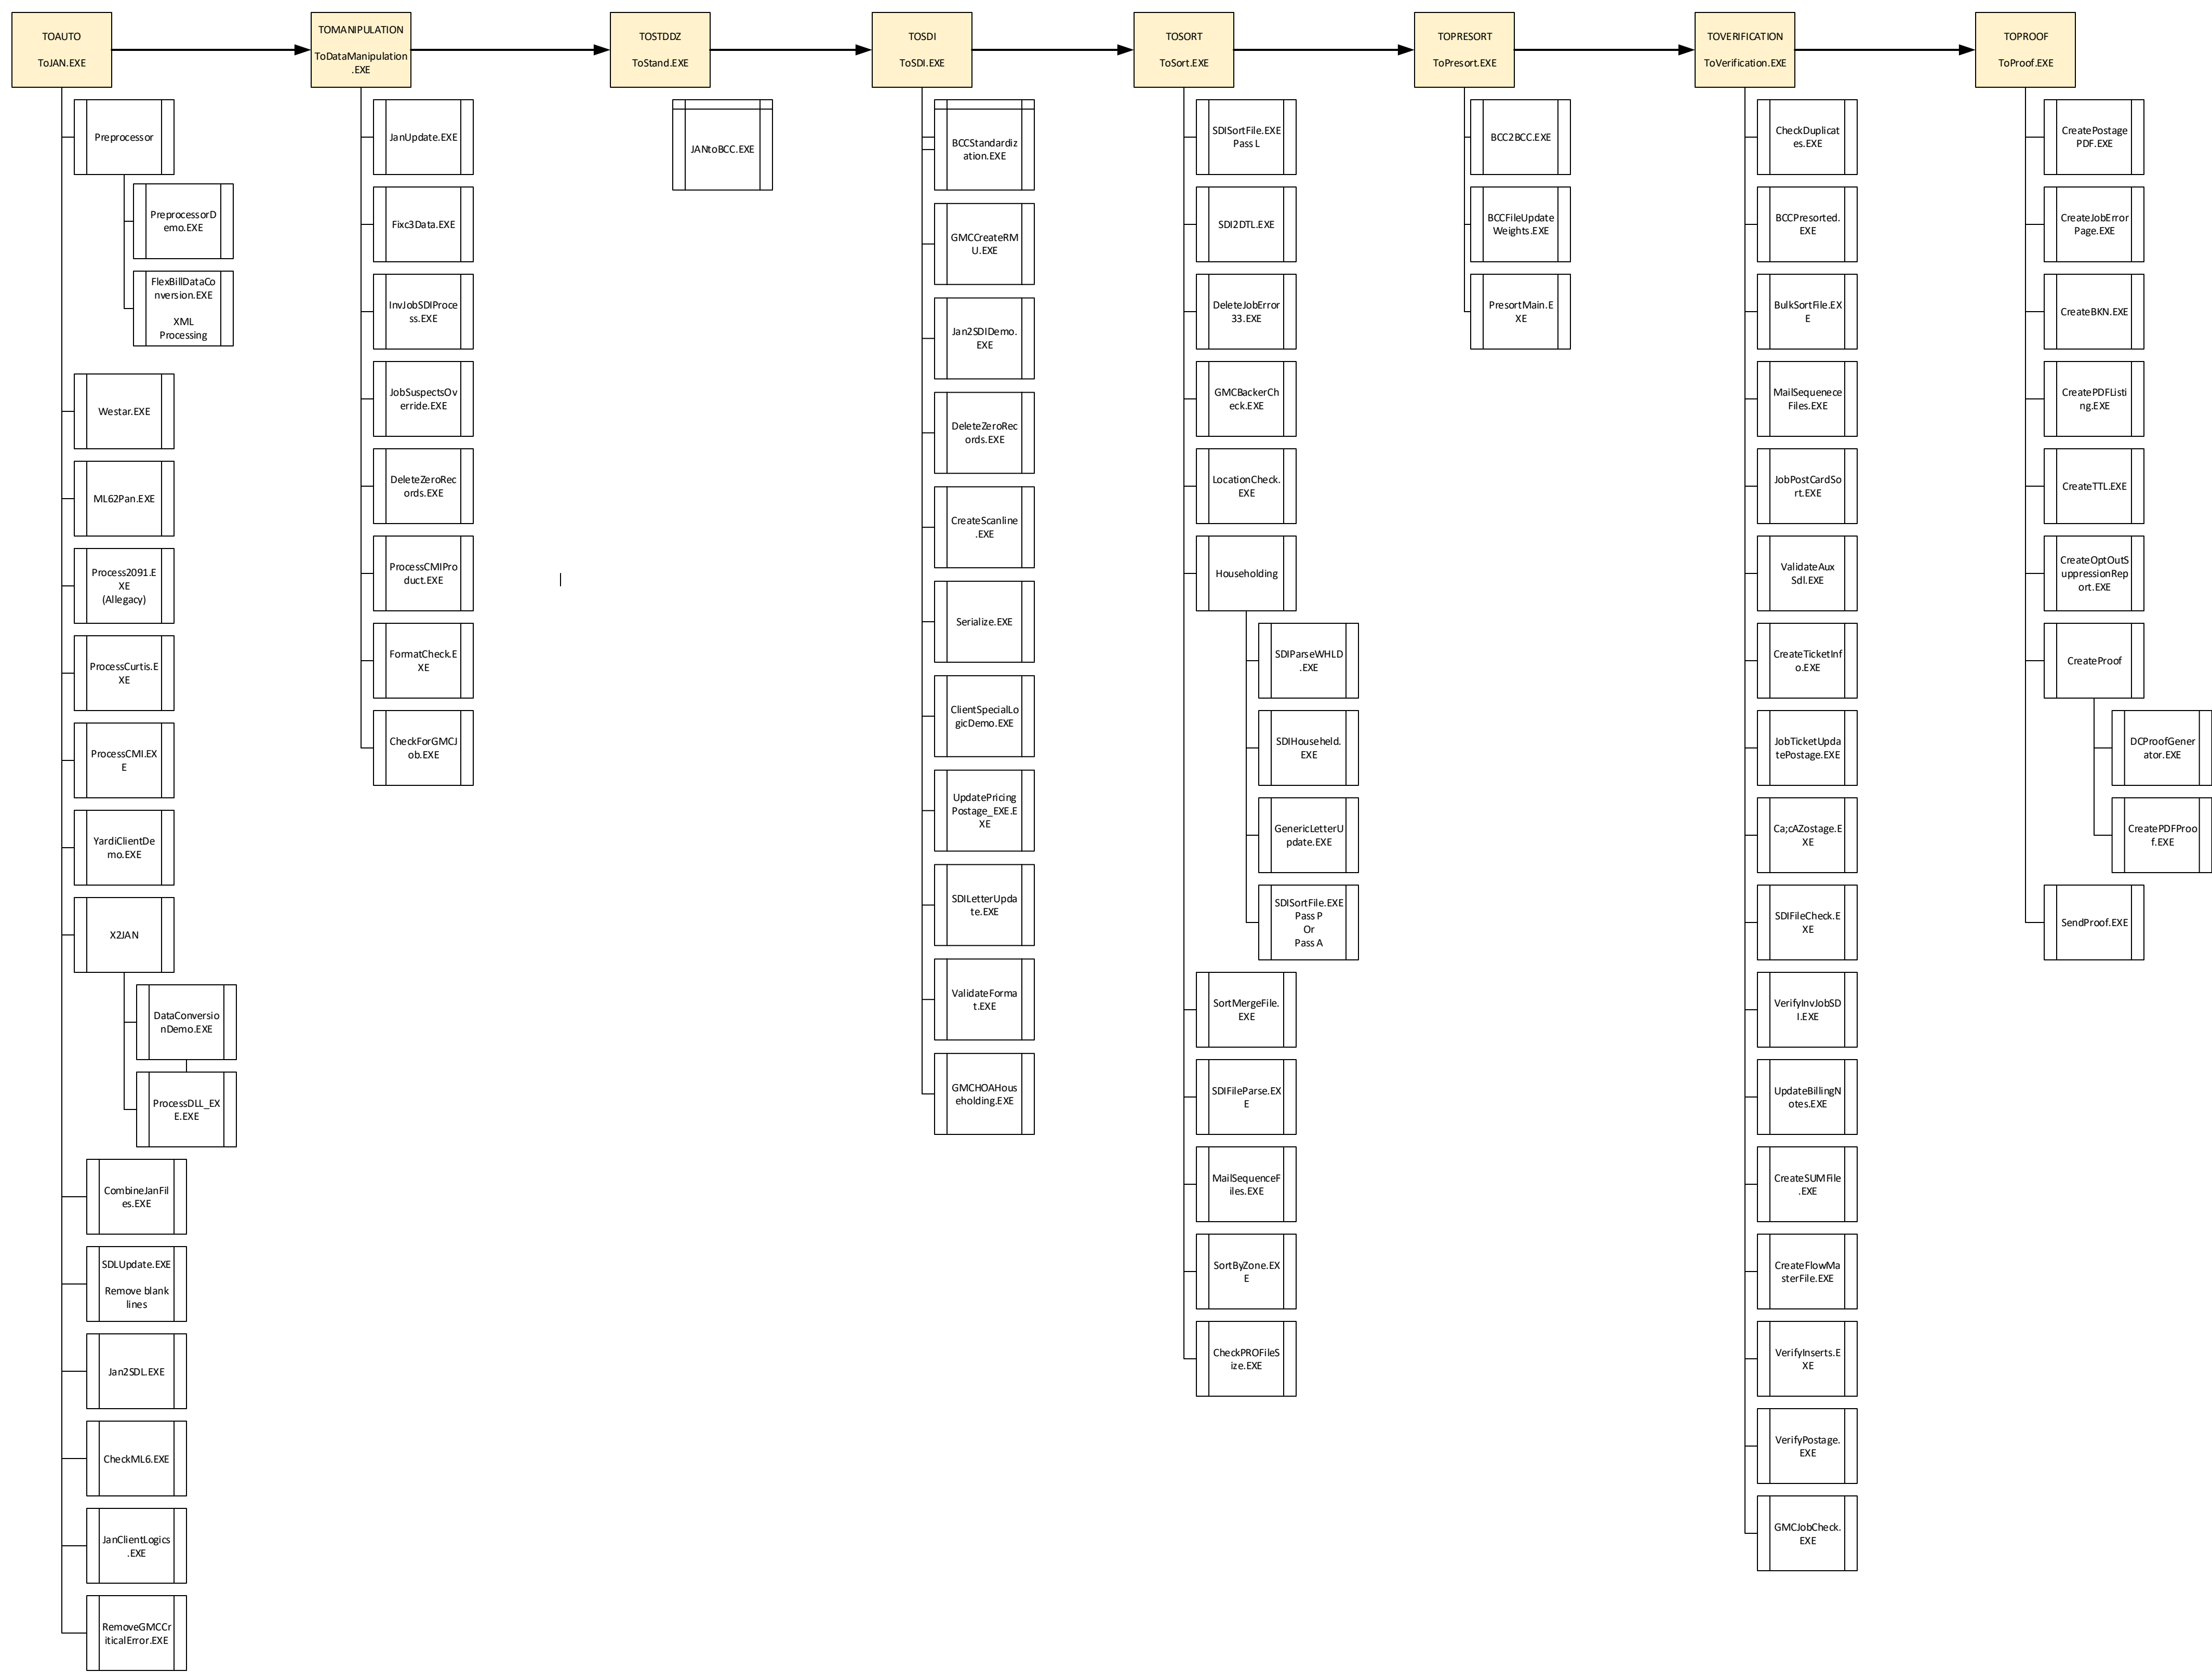 TOAUTO
ToJAN.EXE
TOMANIPULATION
ToDataManipulation
.EXE
TOSTDDZ
ToStand.EXE
TOSDI
ToSDI.EXE
TOSORT
ToSort.EXE
TOPRESORT
ToPresort.EXE
TOVERIFICATION
ToVerification.EXE
TOPROOF
ToProof.EXE
Preprocessor
PreprocessorD
emo.EXE
FlexBillDataCo
nversion.EXE
XML
Processing
Westar.EXE
ML62Pan.EXE
Process2091.E
XE
(Allegacy)
ProcessCurtis.E
XE
ProcessCMI.EX
E
YardiClientDe
mo.EXE
X2JAN
DataConversio
nDemo.EXE
ProcessDLL_EX
E.EXE
CombineJanFil
es.EXE
SDLUpdate.EXE
Remove blank
lines
Jan2SDL.EXE
CheckML6.EXE
JanClientLogics
.EXE
RemoveGMCCr
iticalError.EXE
JanUpdate.EXE
Fixc3Data.EXE
InvJobSDIProce
ss.EXE
JobSuspectsOv
erride.EXE
DeleteZeroRec
ords.EXE
ProcessCMIPro
duct.EXE
FormatCheck.E
XE
CheckForGMCJ
ob.EXE
JANtoBCC.EXE
BCCStandardiz
ation.EXE
GMCCreateRM
U.EXE
Jan2SDIDemo.
EXE
DeleteZeroRec
ords.EXE
CreateScanline
.EXE
Serialize.EXE
ClientSpecialLo
gicDemo.EXE
UpdatePricing
Postage_EXE.E
XE
SDILetterUpda
te.EXE
ValidateForma
t.EXE
GMCHOAHous
eholding.EXE
SDISortFile.EXE
Pass L
SDI2DTL.EXE
DeleteJobError
33.EXE
GMCBackerCh
eck.EXE
LocationCheck.
EXE
Householding
SDIParseWHLD
.EXE
SDIHouseheld.
EXE
GenericLetterU
pdate.EXE
SDISortFile.EXE
Pass P
Or
Pass A
SortMergeFile.
EXE
SDIFileParse.EX
E
MailSequenceF
iles.EXE
SortByZone.EX
E
CheckPROFileS
ize.EXE
BCC2BCC.EXE
BCCFileUpdate
Weights.EXE
PresortMain.E
XE
CheckDuplicat
es.EXE
BCCPresorted.
EXE
BulkSortFile.EX
E
MailSequenece
Files.EXE
JobPostCardSo
rt.EXE
ValidateAux
SdI.EXE
CreateTicketInf
o.EXE
JobTicketUpda
tePostage.EXE
Ca;cAZostage.E
XE
SDIFileCheck.E
XE
VerifyInvJobSD
I.EXE
UpdateBillingN
otes.EXE
CreateSUMFile
.EXE
CreateFlowMa
sterFile.EXE
VerifyInserts.E
XE
VerifyPostage.
EXE
GMCJobCheck.
EXE
CreatePostage
PDF.EXE
CreateJobError
Page.EXE
CreateBKN.EXE
CreatePDFListi
ng.EXE
CreateTTL.EXE
CreateOptOutS
uppressionRep
ort.EXE
CreateProof
DCProofGener
ator.EXE
CreatePDFProo
f.EXE
SendProof.EXE